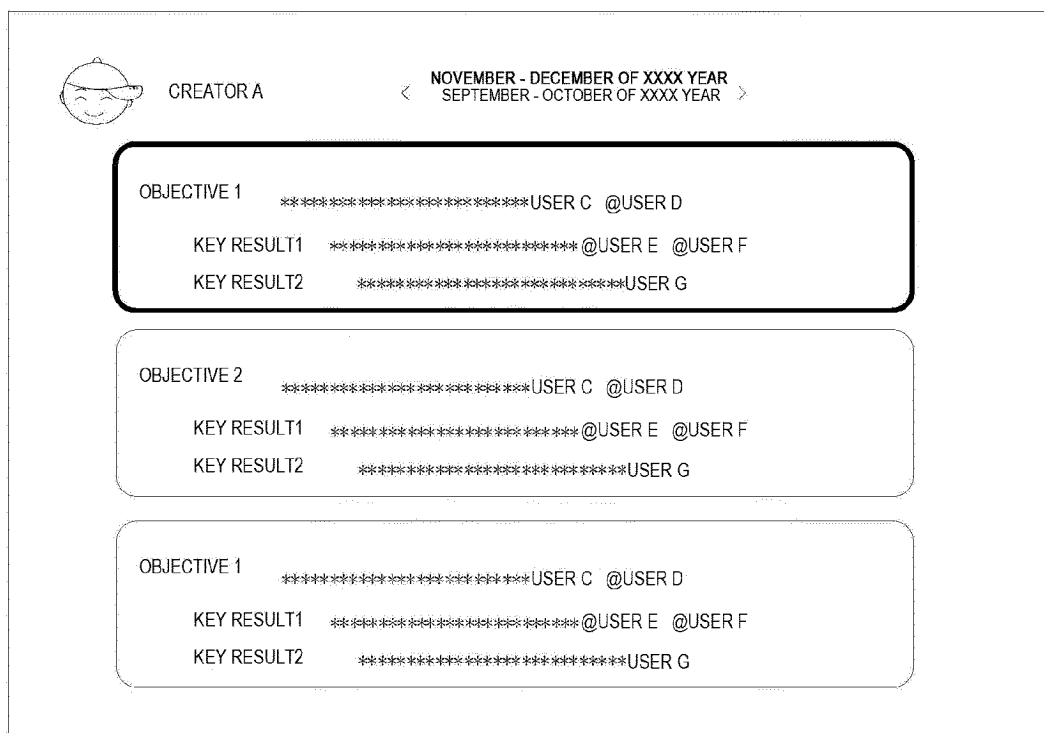 CREATOR A
< NOVEMBER - DECEMBER OF XXXX YEAR
SEPTEMBER - OCTOBER OF XXXX YEAR >
OBJECTIVE 1
**************************USER C @USER D
KEY RESULT1 **************************@USER E @USER F
KEY RESULT2 ****************************USER G
OBJECTIVE 2
**************************USER C @USER D
KEY RESULT1 **************************@USER E @USER F
KEY RESULT2 ****************************USER G
OBJECTIVE 1
**************************USER C @USER D
KEY RESULT1 **************************@USER E @USER F
KEY RESULT2 ****************************USER G